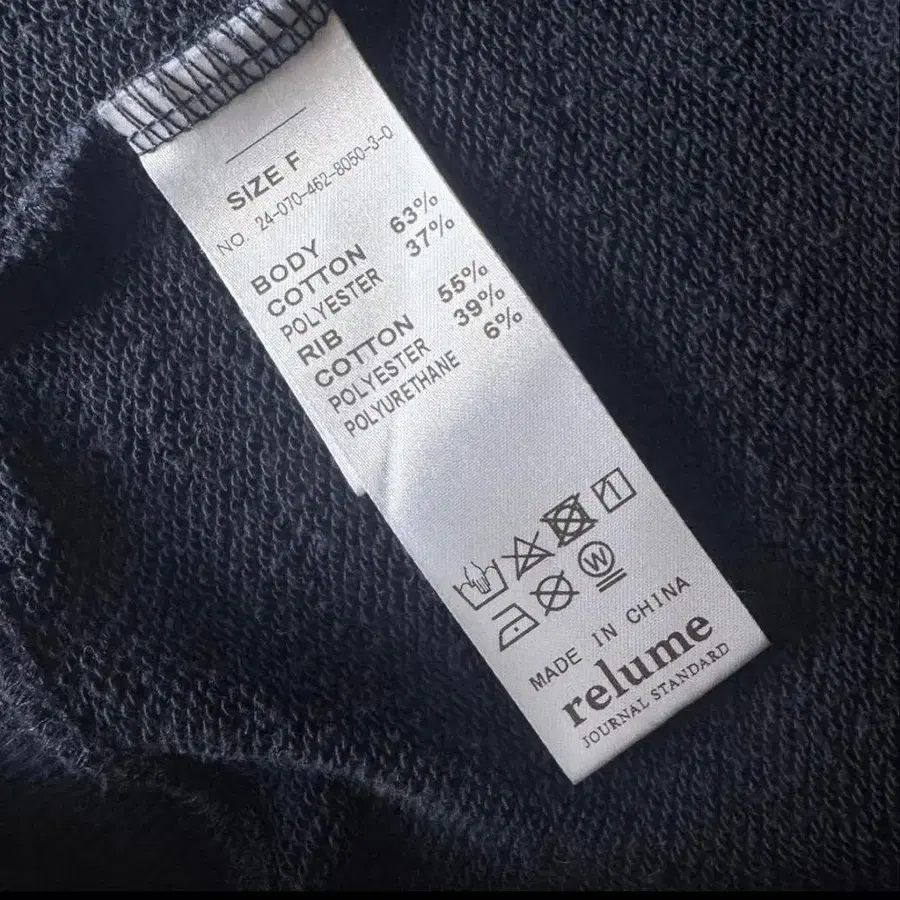 SIZE F
NO. 24-070-462-8050-3-0
BODY
COTTON 63%
POLYESTER 37%
RIB
COTTON 55%
POLYESTER 39%
POLYURETHANE 6%
W
MADE IN CHINA
relume
JOURNAL STANDARD